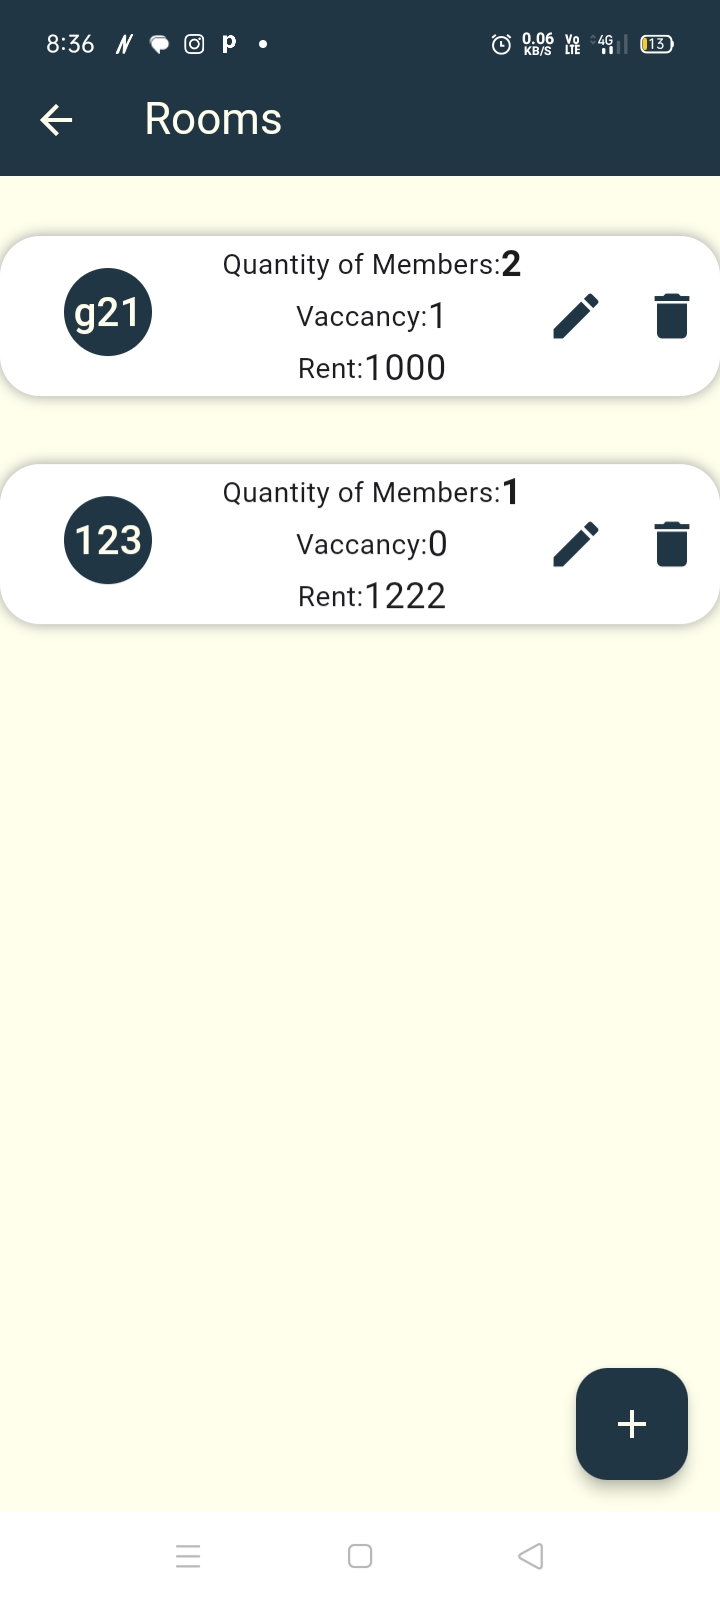 8:36 0.06 KB/S Vo LTE 4G 13
Rooms
g21
Quantity of Members:2
Vaccancy:1
Rent:1000
123
Quantity of Members:1
Vaccancy:0
Rent:1222